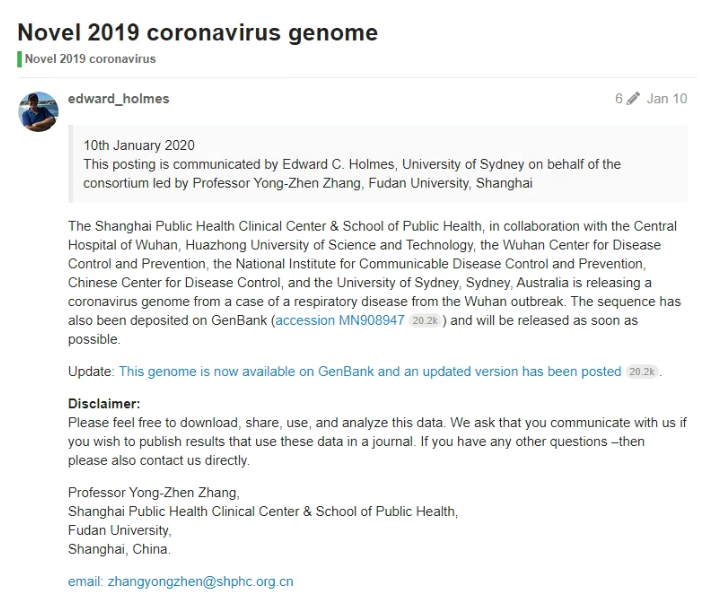 Novel 2019 coronavirus genome
Novel 2019 coronavirus
edward_holmes
6 Jan 10
10th January 2020
This posting is communicated by Edward C. Holmes, University of Sydney on behalf of the
consortium led by Professor Yong-Zhen Zhang, Fudan University, Shanghai
The Shanghai Public Health Clinical Center & School of Public Health, in collaboration with the Central
Hospital of Wuhan, Huazhong University of Science and Technology, the Wuhan Center for Disease
Control and Prevention, the National Institute for Communicable Disease Control and Prevention,
Chinese Center for Disease Control, and the University of Sydney, Sydney, Australia is releasing a
coronavirus genome from a case of a respiratory disease from the Wuhan outbreak. The sequence has
also been deposited on GenBank (accession MN908947 20.2k) and will be released as soon as
possible.
Update: This genome is now available on GenBank and an updated version has been posted 20.2k.
Disclaimer:
Please feel free to download, share, use, and analyze this data. We ask that you communicate with us if
you wish to publish results that use these data in a journal. If you have any other questions –then
please also contact us directly.
Professor Yong-Zhen Zhang,
Shanghai Public Health Clinical Center & School of Public Health,
Fudan University,
Shanghai, China.
email: zhangyongzhen@shphc.org.cn